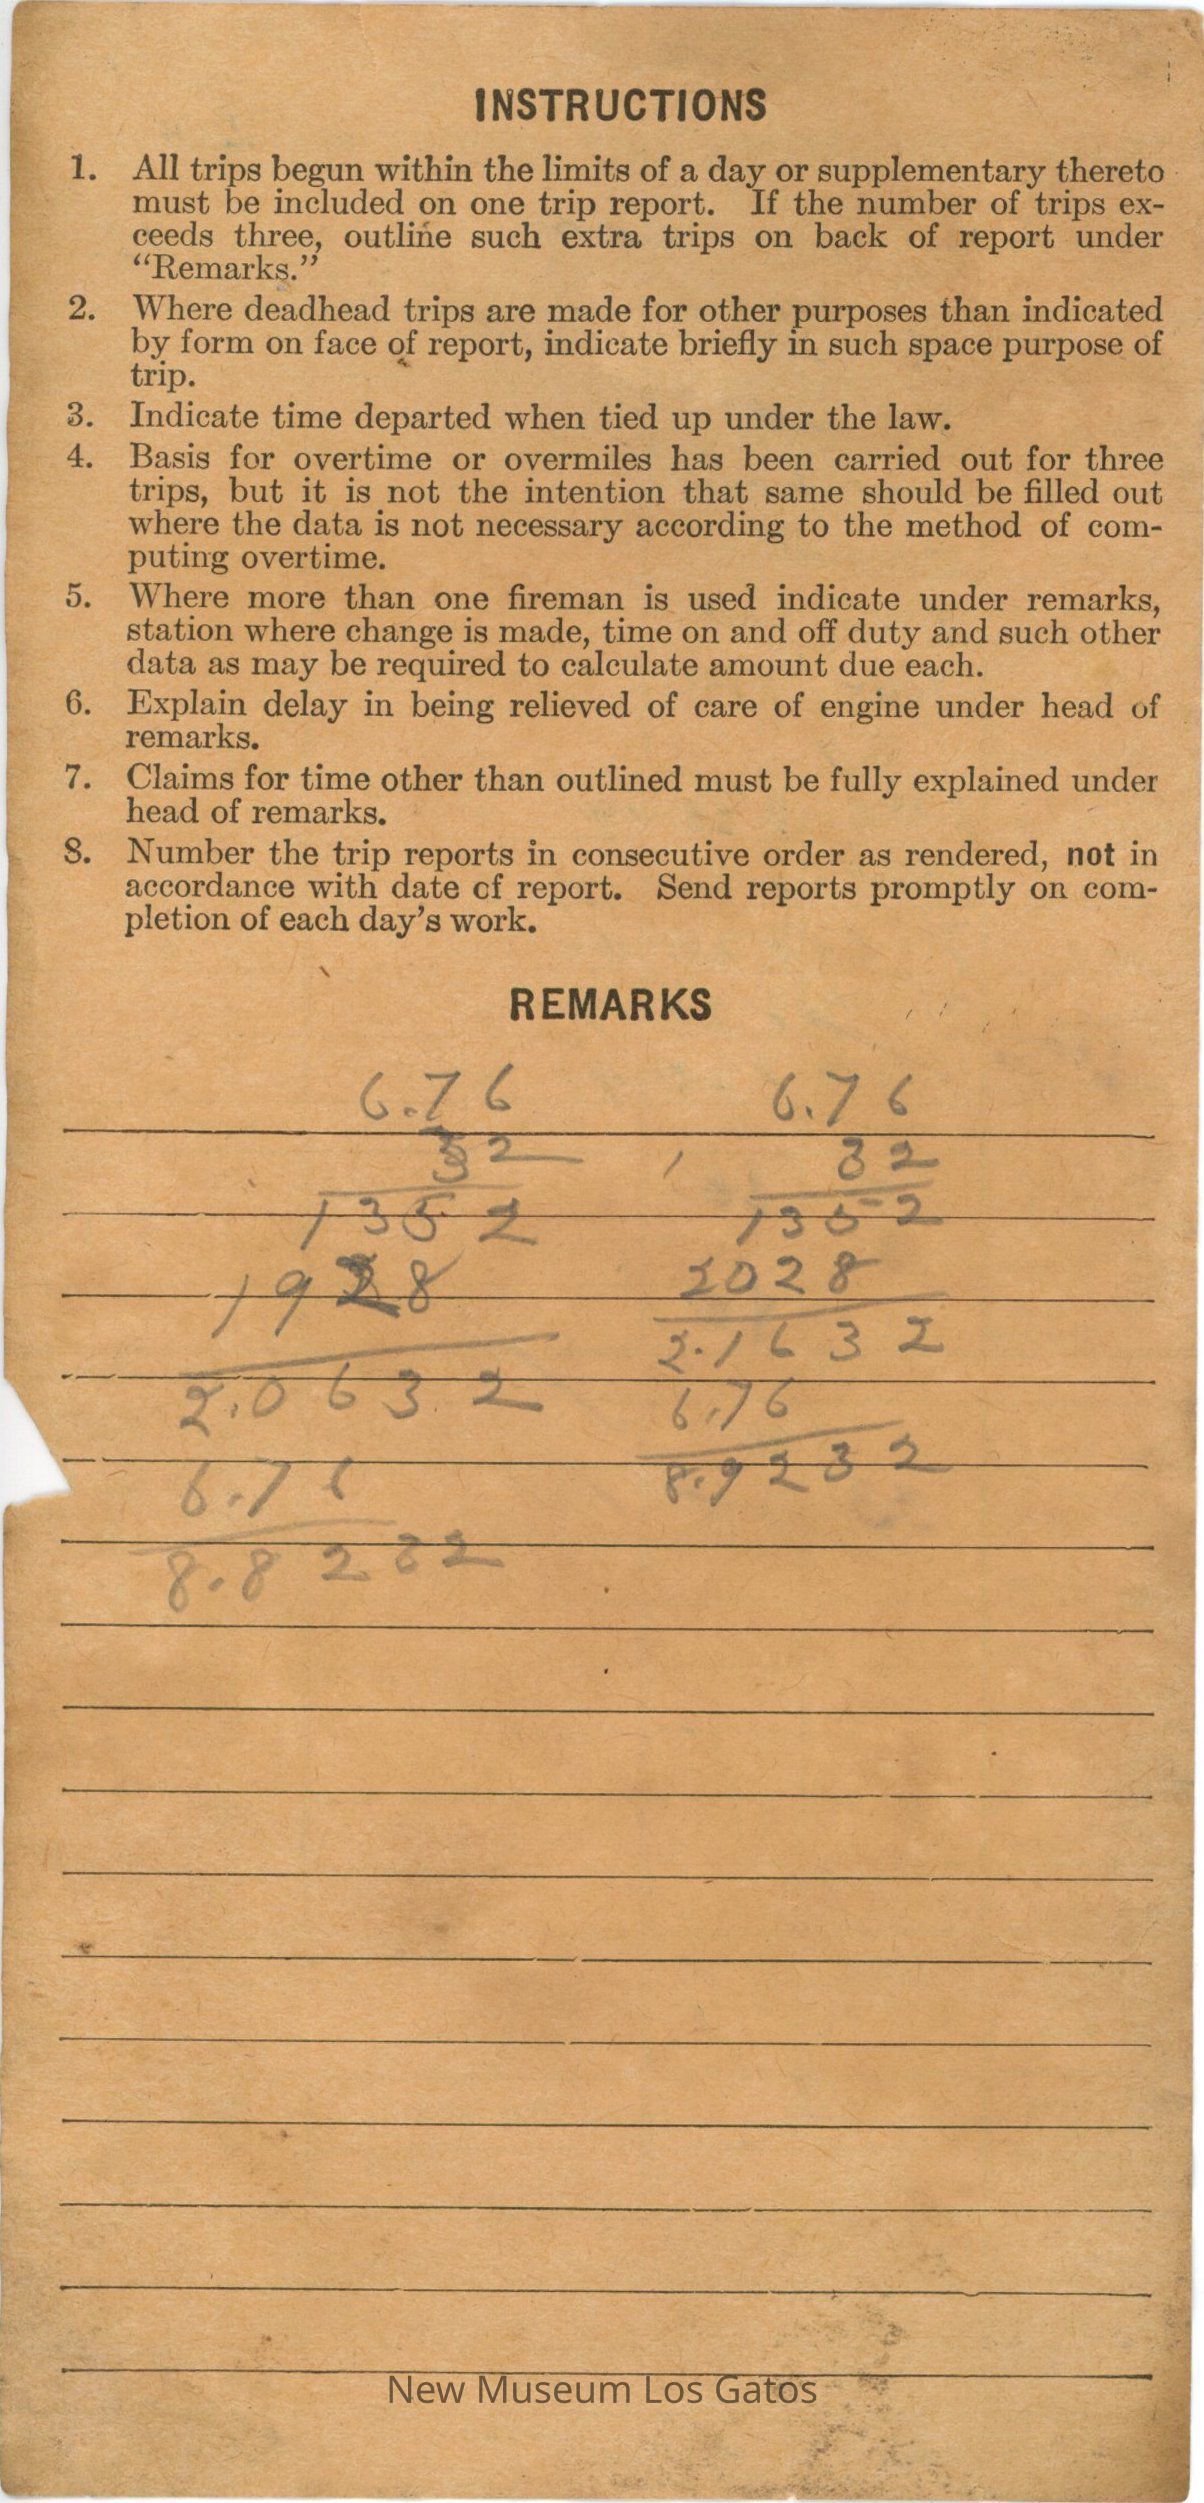 INSTRUCTIONS
1. All trips begun within the limits of a day or supplementary thereto
must be included on one trip report. If the number of trips ex-
ceeds three, outline such extra trips on back of report under
“Remarks.”
2. Where deadhead trips are made for other purposes than indicated
by form on face of report, indicate briefly in such space purpose of
trip.
3. Indicate time departed when tied up under the law.
4. Basis for overtime or overmiles has been carried out for three
trips, but it is not the intention that same should be filled out
where the data is not necessary according to the method of com-
puting overtime.
5. Where more than one fireman is used indicate under remarks,
station where change is made, time on and off duty and such other
data as may be required to calculate amount due each.
6. Explain delay in being relieved of care of engine under head of
remarks.
7. Claims for time other than outlined must be fully explained under
head of remarks.
8. Number the trip reports in consecutive order as rendered, not in
accordance with date of report. Send reports promptly on com-
pletion of each day’s work.
REMARKS
6.76
32
1352
1928
2.0632
6.76
8.8232
6.76
32
1352
2028
2.1632
6.76
8.9232
New Museum Los Gatos